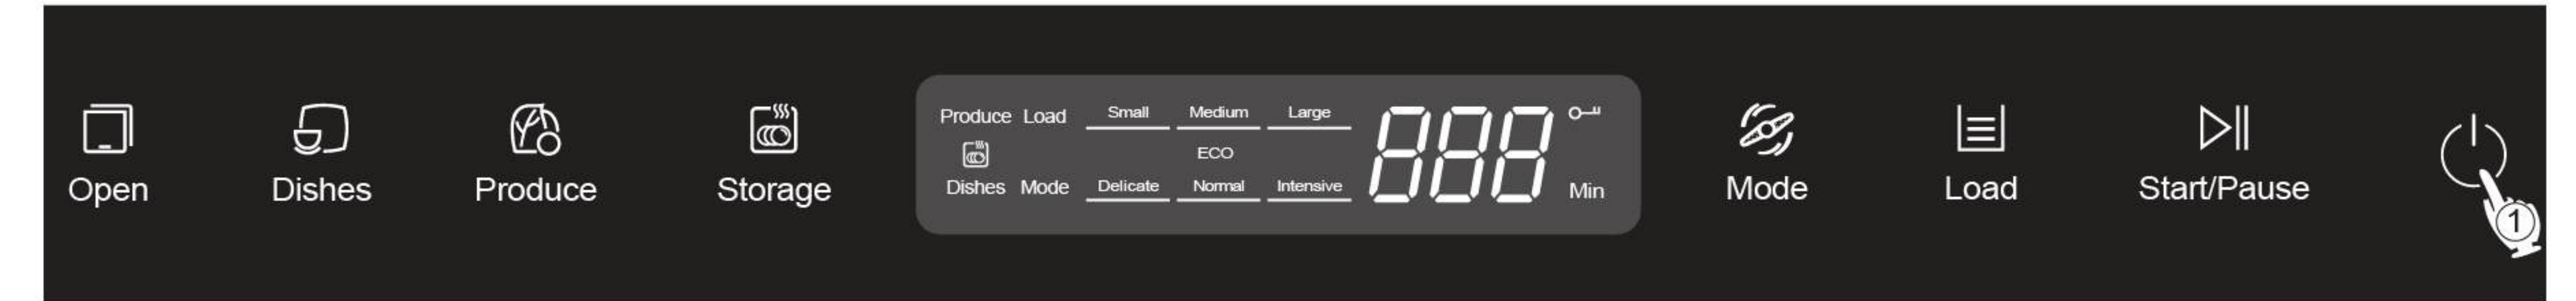 Open
Dishes
Produce
Storage
Produce Load Small Medium Large
ECO
Dishes Mode Delicate Normal Intensive
888
Min
Mode
Load
Start/Pause
1